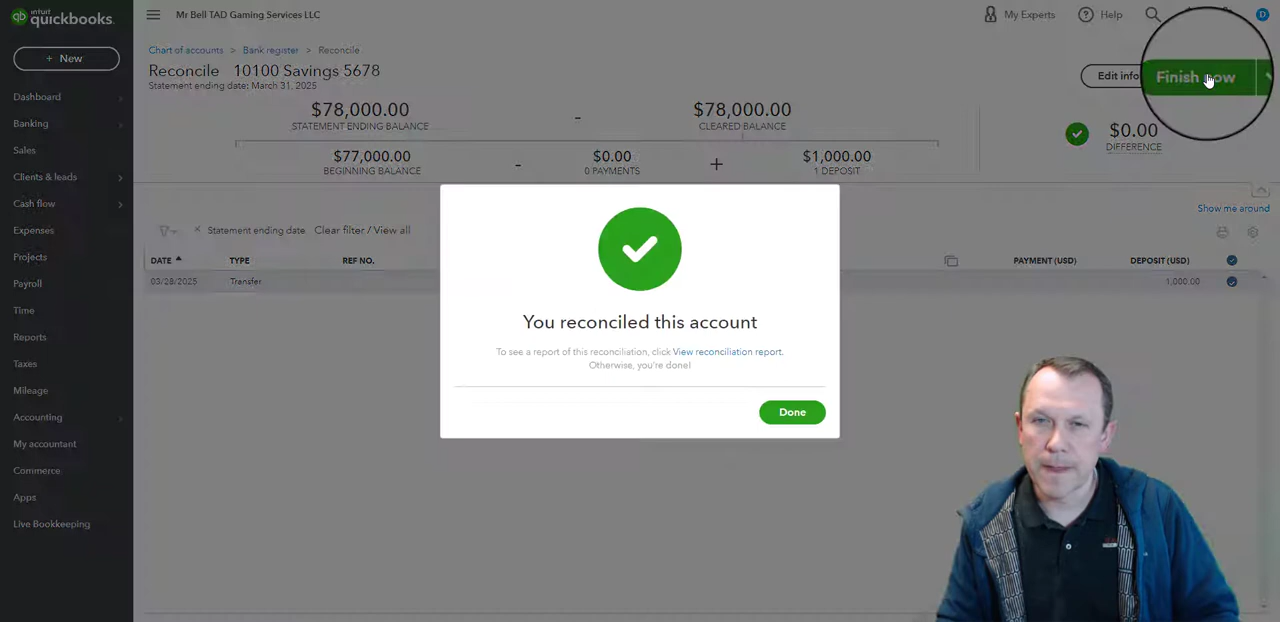 intuit
quickbooks.
Mr Bell TAD Gaming Services LLC
My Experts
Help
D
+ New
Chart of accounts > Bank register > Reconcile
Reconcile 10100 Savings 5678
Statement ending date: March 31, 2025
Edit info
Finish now
Dashboard
Banking
Sales
Clients & leads
Cash flow
Expenses
Projects
Payroll
Time
Reports
Taxes
Mileage
Accounting
My accountant
Commerce
Apps
Live Bookkeeping
$78,000.00
STATEMENT ENDING BALANCE
-
$78,000.00
CLEARED BALANCE
$77,000.00
BEGINNING BALANCE
-
$0.00
0 PAYMENTS
+
$1,000.00
1 DEPOSIT
$0.00
DIFFERENCE
Show me around
× Statement ending date Clear filter / View all
DATE TYPE REF NO. PAYMENT (USD) DEPOSIT (USD)
03/28/2025 Transfer 1,000.00
You reconciled this account
To see a report of this reconciliation, click View reconciliation report.
Otherwise, you're done!
Done